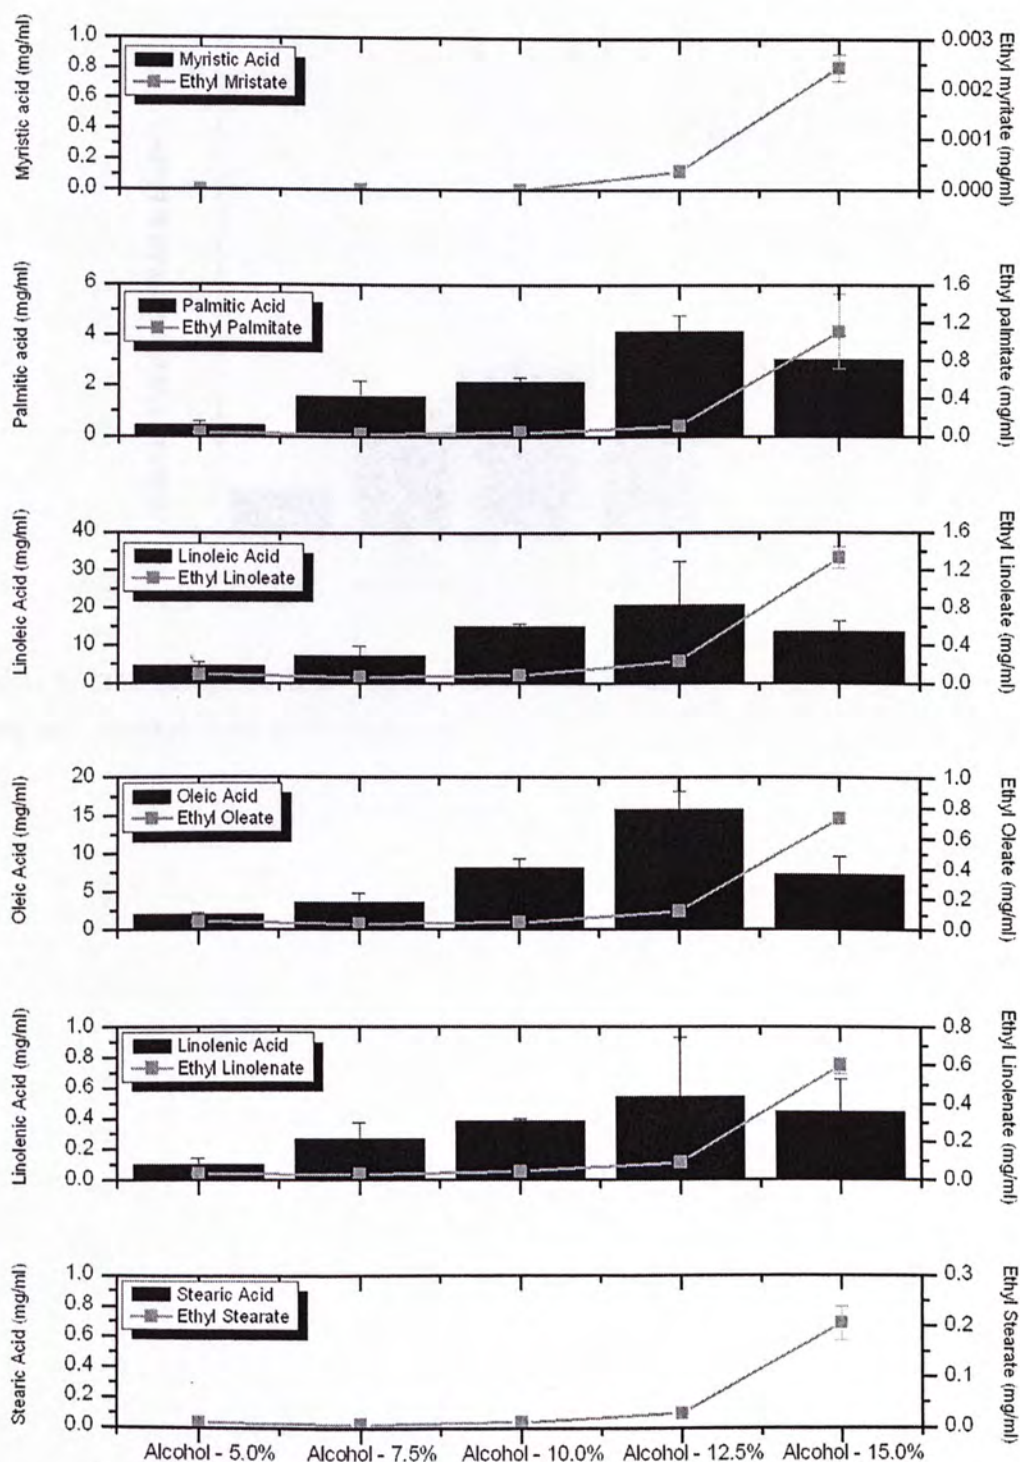 Myristic acid (mg/ml)
1.0
0.8
0.6
0.4
0.2
0.0
Myristic Acid
Ethyl Mristate
0.003
0.002
0.001
0.000
Ethyl myritate (mg/ml)
Palmitic acid (mg/ml)
6
4
2
0
Palmitic Acid
Ethyl Palmitate
1.6
1.2
0.8
0.4
0.0
Ethyl palmitate (mg/ml)
Linoleic Acid (mg/ml)
40
30
20
10
0
Linoleic Acid
Ethyl Linoleate
1.6
1.2
0.8
0.4
0.0
Ethyl Linoleate (mg/ml)
Oleic Acid (mg/ml)
20
15
10
5
0
Oleic Acid
Ethyl Oleate
1.0
0.8
0.6
0.4
0.2
0.0
Ethyl Oleate (mg/ml)
Linolenic Acid (mg/ml)
1.0
0.8
0.6
0.4
0.2
0.0
Linolenic Acid
Ethyl Linolenate
0.8
0.6
0.4
0.2
0.0
Ethyl Linolenate (mg/ml)
Stearic Acid (mg/ml)
1.0
0.8
0.6
0.4
0.2
0.0
Stearic Acid
Ethyl Stearate
0.3
0.2
0.1
0.0
Ethyl Stearate (mg/ml)
Alcohol - 5.0% Alcohol - 7.5% Alcohol - 10.0% Alcohol - 12.5% Alcohol - 15.0%